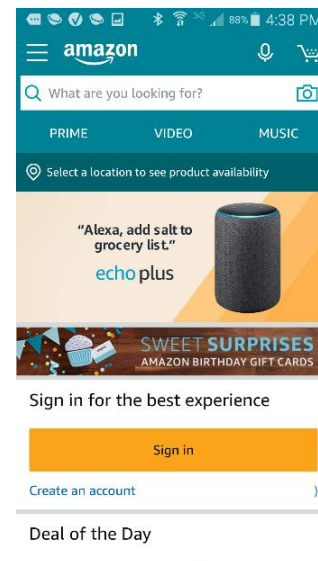 88% 4:38 PM
amazon
What are you looking for?
PRIME VIDEO MUSIC
Select a location to see product availability
“Alexa, add salt to
grocery list.”
echo plus
SWEET SURPRISES
AMAZON BIRTHDAY GIFT CARDS
Sign in for the best experience
Sign in
Create an account
Deal of the Day